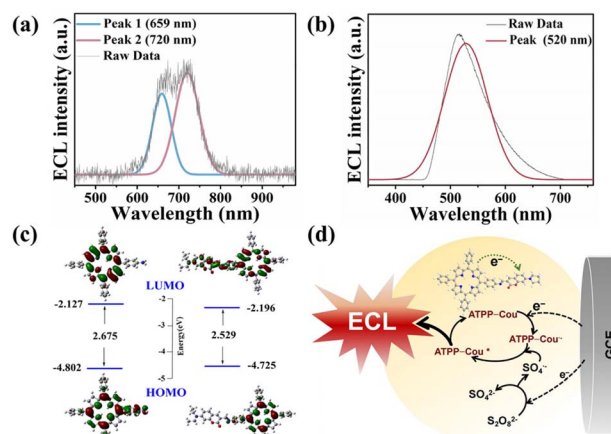 (a)
Peak 1 (659 nm)
Peak 2 (720 nm)
Raw Data
ECL intensity (a.u.)
500 600 700 800 900
Wavelength (nm)
(b)
Raw Data
Peak (520 nm)
ECL intensity (a.u.)
400 500 600 700
Wavelength (nm)
(c)
LUMO
-2.127
2.675
-4.802
-2
-3
-4
-5
Energy(eV)
-2.196
2.529
-4.725
HOMO
(d)
e⁻
ECL
ATPP-Cou
e⁻
ATPP-Cou•-
ATPP-Cou *
SO₄•-
SO₄²⁻
e⁻
S₂O₈²⁻
GCE